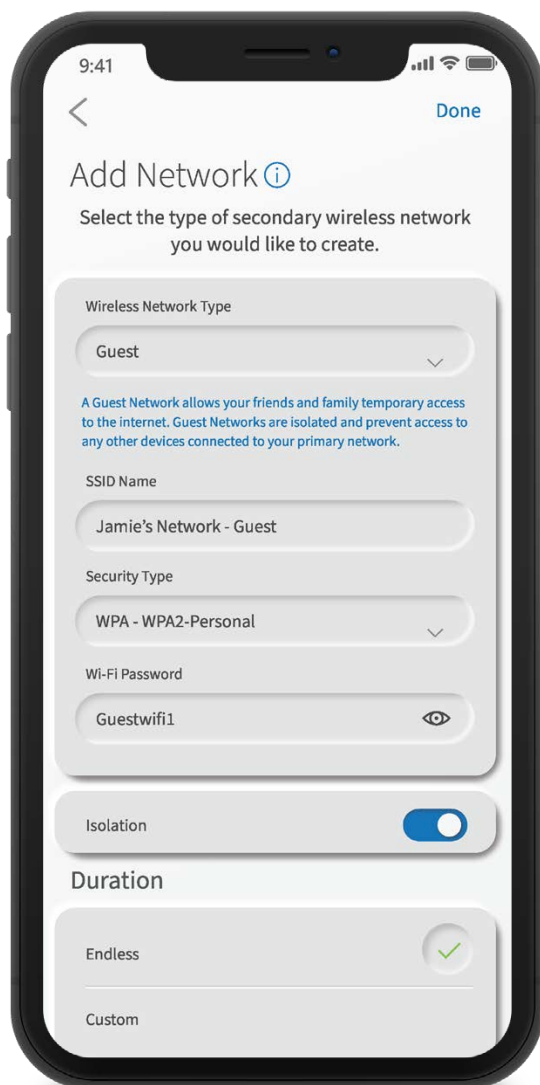 9:41
Done
Add Network
Select the type of secondary wireless network
you would like to create.
Wireless Network Type
Guest
A Guest Network allows your friends and family temporary access
to the internet. Guest Networks are isolated and prevent access to
any other devices connected to your primary network.
SSID Name
Jamie's Network - Guest
Security Type
WPA - WPA2-Personal
Wi-Fi Password
Guestwifi1
Isolation
Duration
Endless
Custom